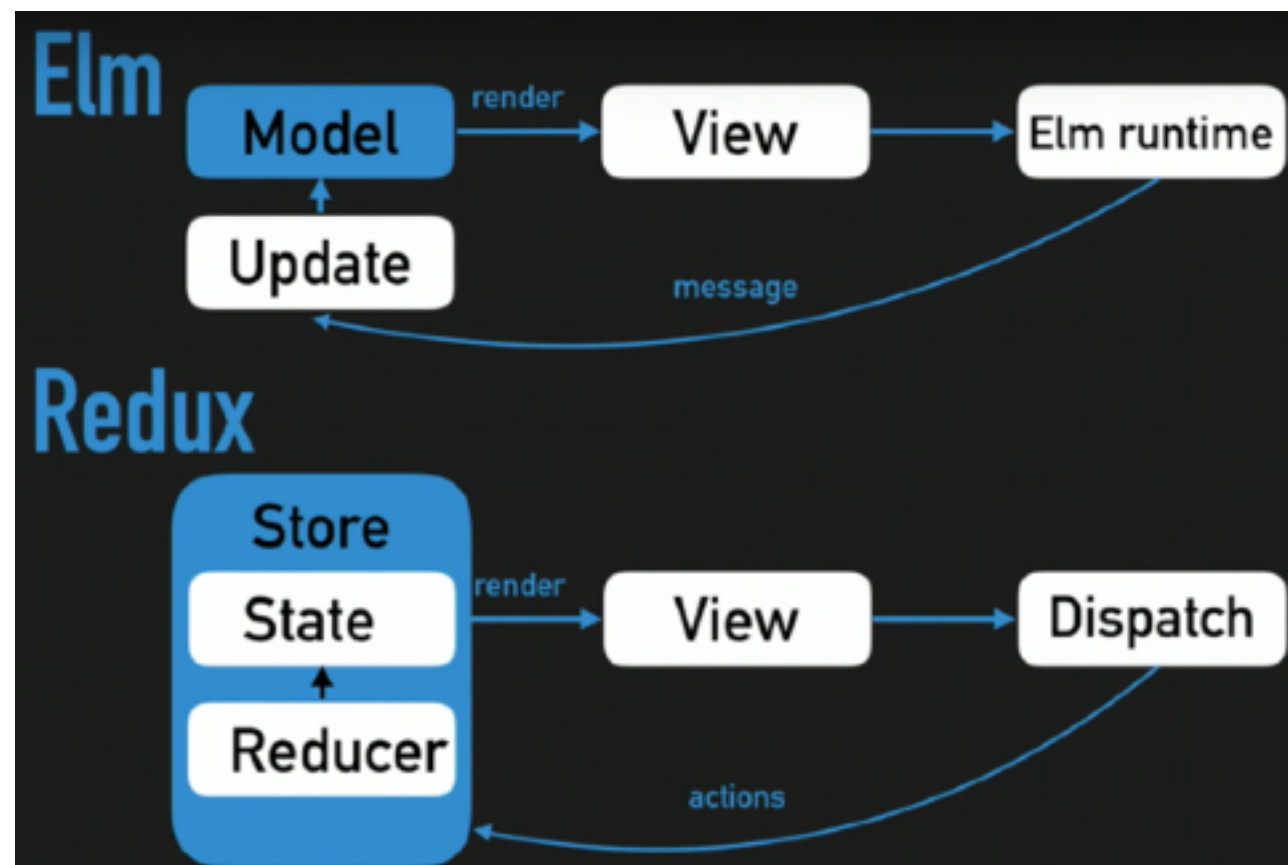 Elm
Model
render
View
Elm runtime
Update
message
Redux
Store
State
render
View
Dispatch
Reducer
actions